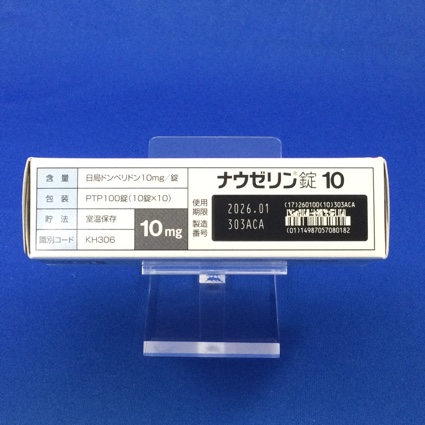 含量 日局ドンペリドン10mg/錠
包装 PTP100錠(10錠×10)
貯法 室温保存
識別コード KH306
10mg
ナウゼリン錠10
使用期限 2026.01
製造番号 303ACA
(17)260100(10)303ACA
(01)14987057080182